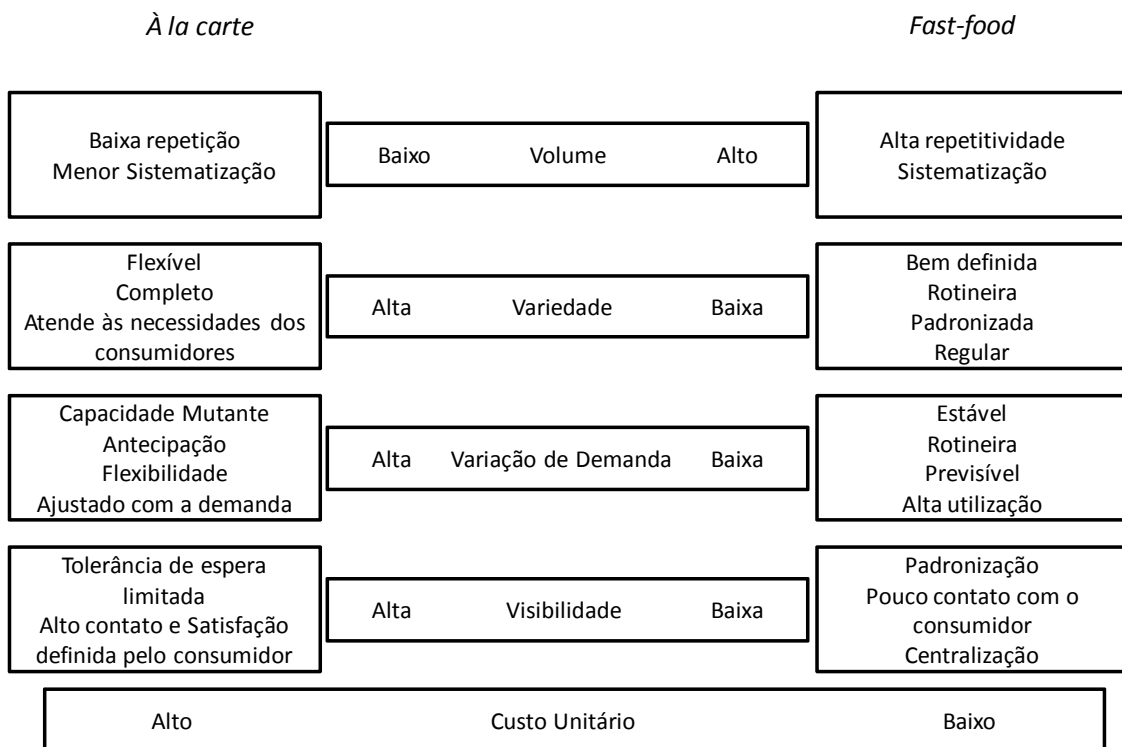 À la carte
Fast-food
Baixa repetição
Menor Sistematização
Baixo Volume Alto
Alta repetitividade
Sistematização
Flexível
Completo
Atende às necessidades dos
consumidores
Alta Variedade Baixa
Bem definida
Rotineira
Padronizada
Regular
Capacidade Mutante
Antecipação
Flexibilidade
Ajustado com a demanda
Alta Variação de Demanda Baixa
Estável
Rotineira
Previsível
Alta utilização
Tolerância de espera
limitada
Alto contato e Satisfação
definida pelo consumidor
Alta Visibilidade Baixa
Padronização
Pouco contato com o
consumidor
Centralização
Alto Custo Unitário Baixo